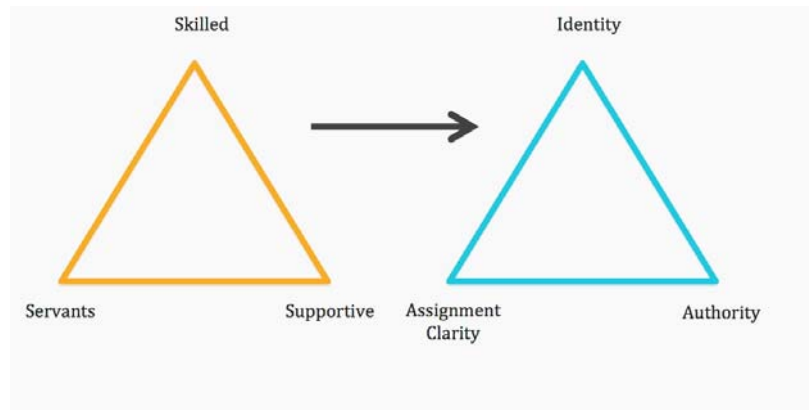 Skilled
Identity
Servants
Supportive
Assignment
Clarity
Authority